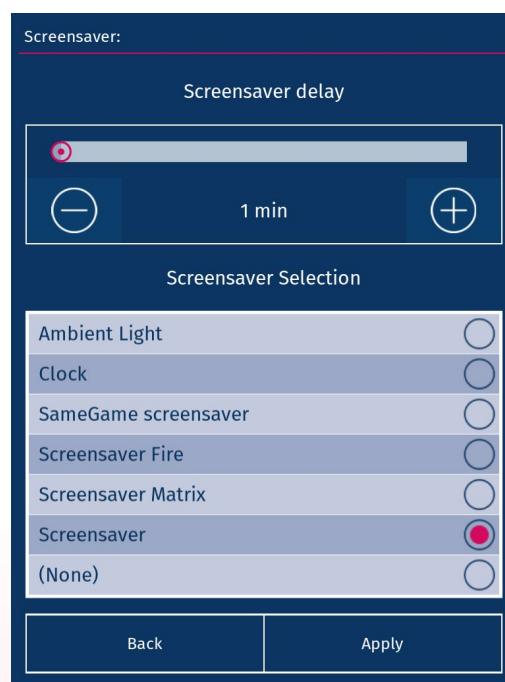 Screensaver:
Screensaver delay
1 min
Screensaver Selection
Ambient Light
Clock
SameGame screensaver
Screensaver Fire
Screensaver Matrix
Screensaver
(None)
Back
Apply